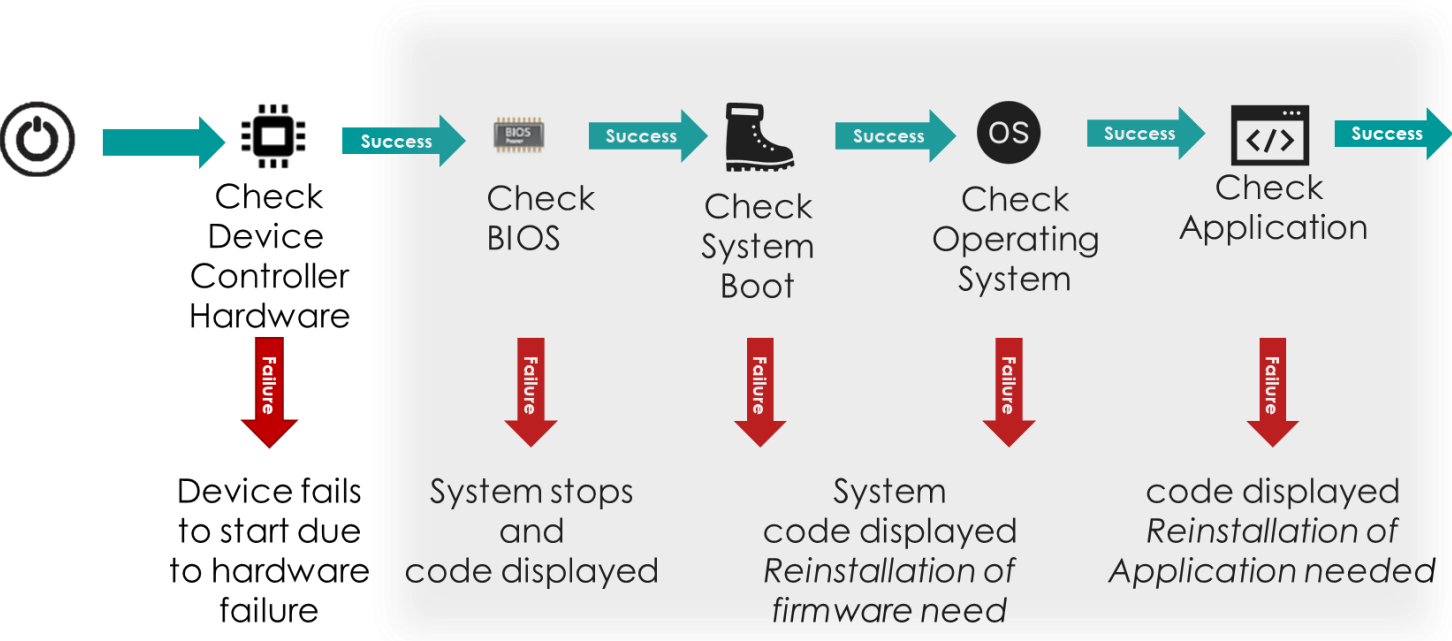 Success
BIOS
Success
Success
OS
Success
Success
Check
Device
Controller
Hardware
Check
BIOS
Check
System
Boot
Check
Operating
System
Check
Application
Failure
Failure
Failure
Failure
Failure
Device fails
to start due
to hardware
failure
System stops
and
code displayed
System
code displayed
Reinstallation of
firmware need
code displayed
Reinstallation of
Application needed